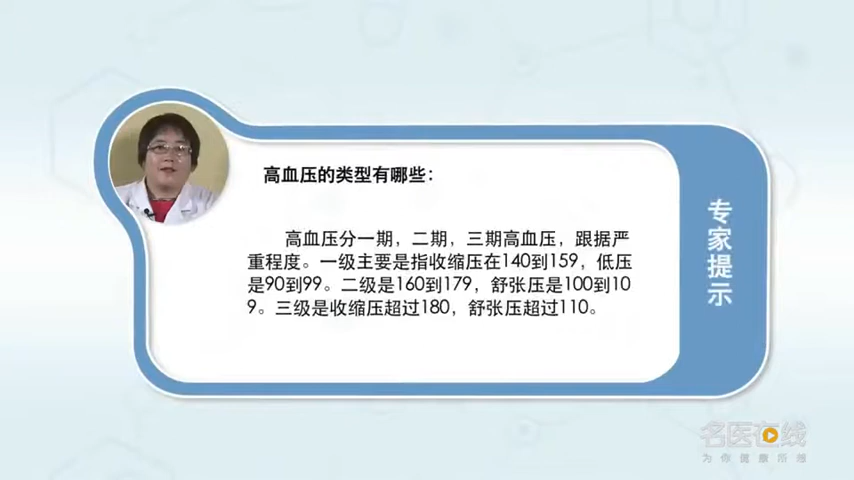 高血压的类型有哪些：
高血压分一期，二期，三期高血压，跟据严
重程度。一级主要是指收缩压在140到159，低压
是90到99。二级是160到179，舒张压是100到10
9。三级是收缩压超过180，舒张压超过110。
专家提示
名医在线
为你健康所想